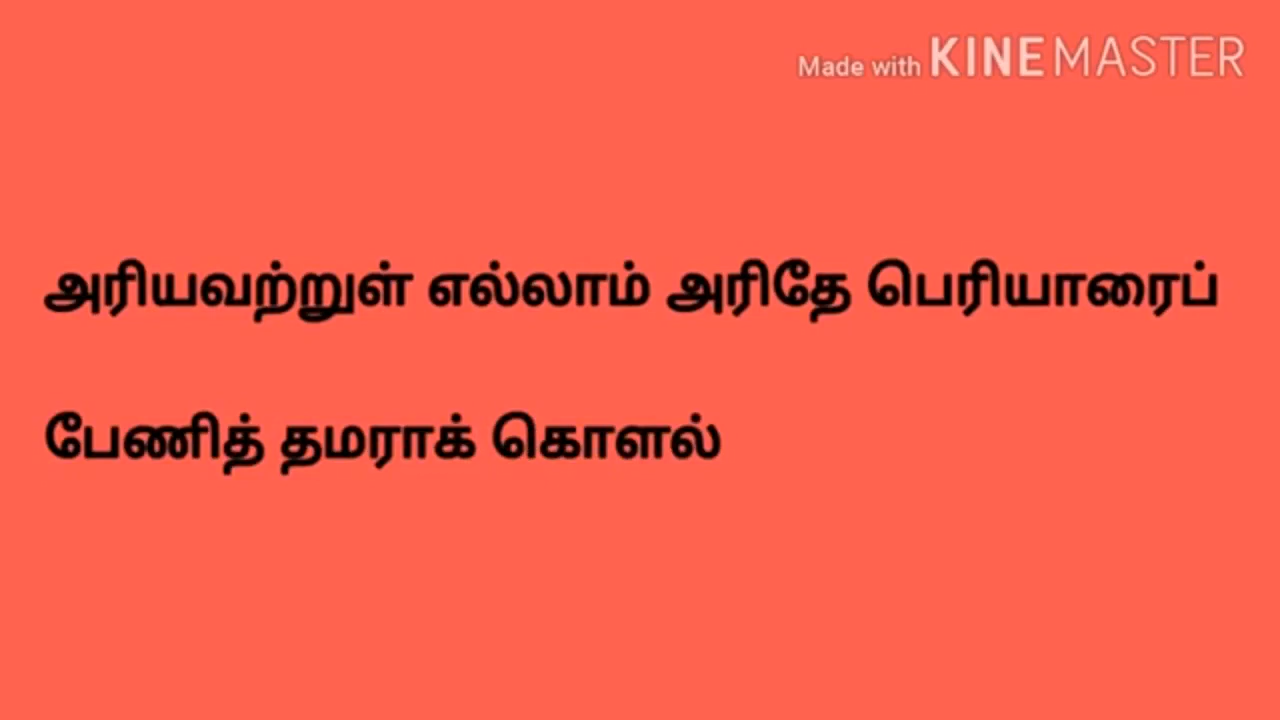 Made with KINEMASTER
அரியவற்றுள் எல்லாம் அரிதே பெரியாரைப்
பேணித் தமராக் கொளல்